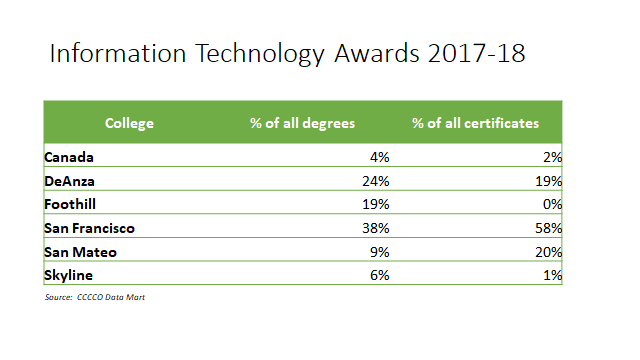 Information Technology Awards 2017-18
College % of all degrees % of all certificates
Canada 4% 2%
DeAnza 24% 19%
Foothill 19% 0%
San Francisco 38% 58%
San Mateo 9% 20%
Skyline 6% 1%
Source: CCCCO Data Mart